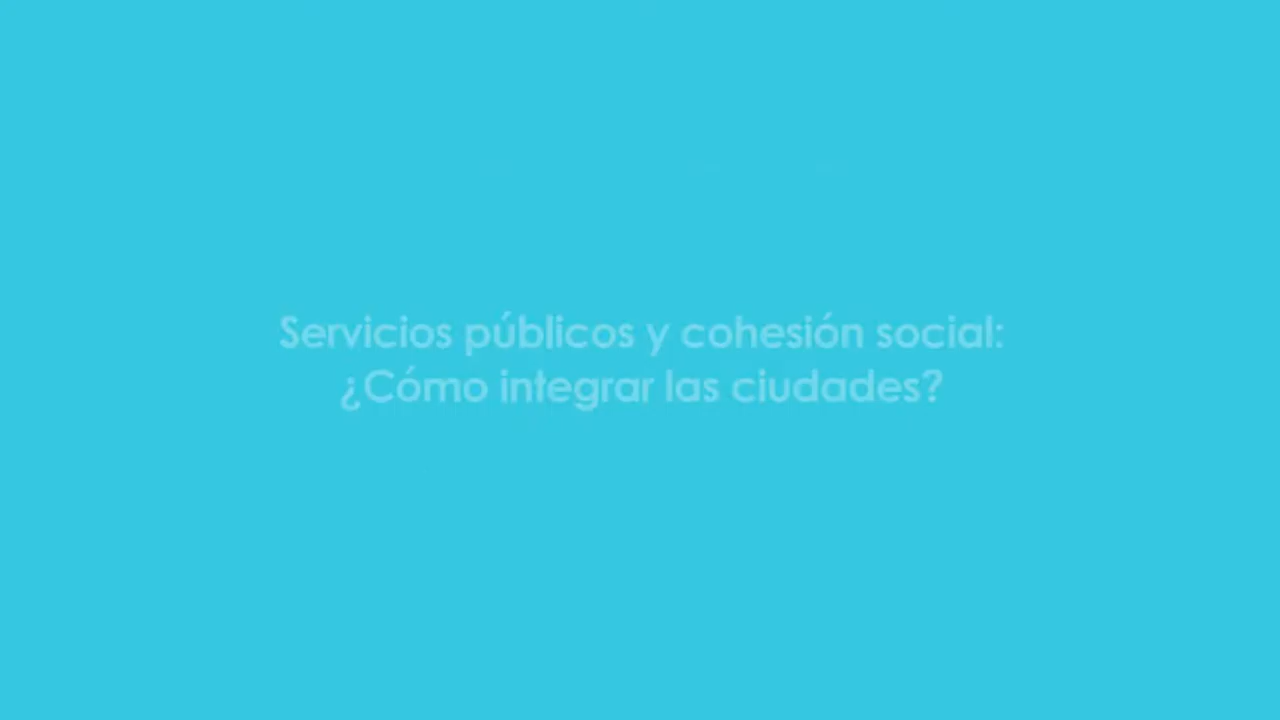 Servicios públicos y cohesión social:
¿Cómo integrar las ciudades?